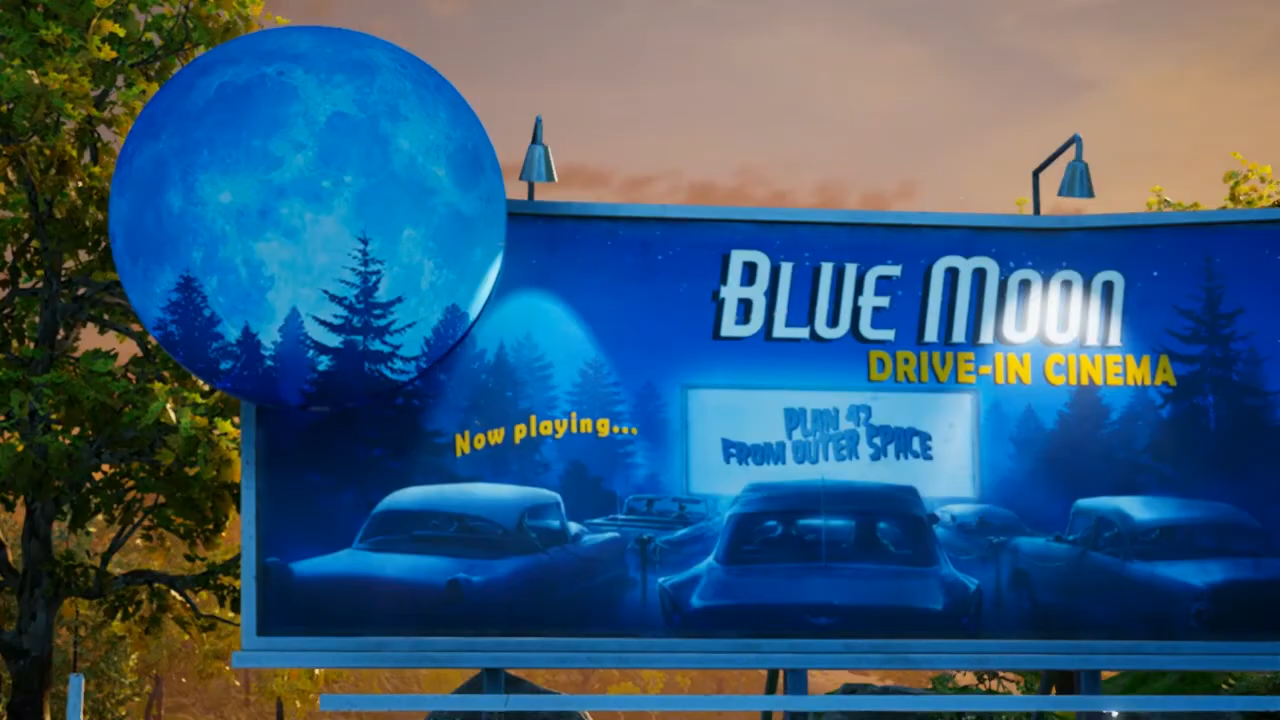 Blue Moon
DRIVE-IN CINEMA
Now playing...
PLAN 42
FROM OUTER SPACE